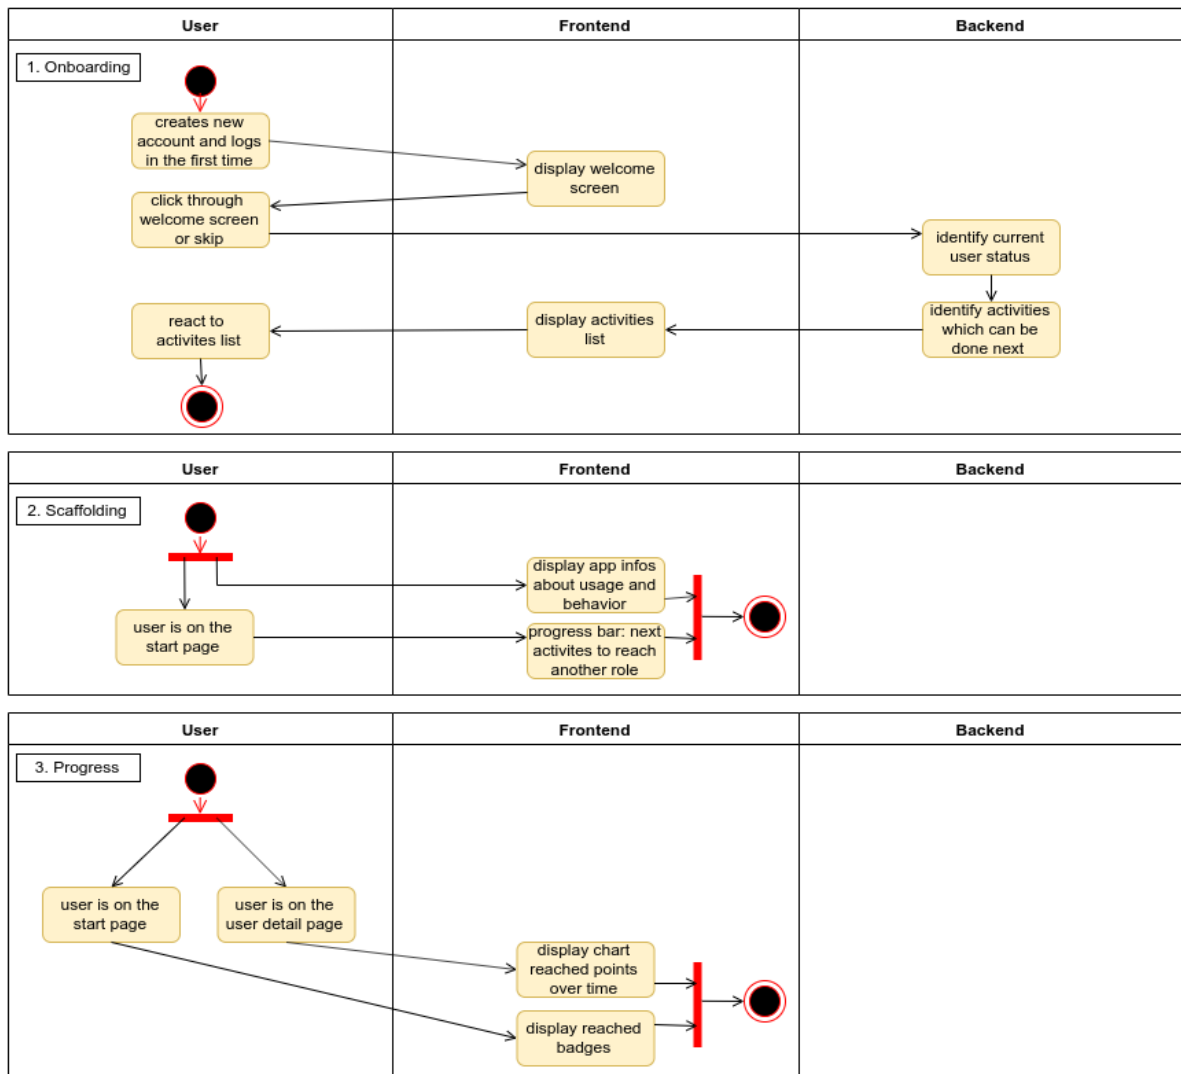 User
Frontend
Backend
1. Onboarding
creates new
account and logs
in the first time
display welcome
screen
click through
welcome screen
or skip
identify current
user status
react to
activites list
display activities
list
identify activities
which can be
done next
User
Frontend
Backend
2. Scaffolding
display app infos
about usage and
behavior
user is on the
start page
progress bar: next
activites to reach
another role
User
Frontend
Backend
3. Progress
user is on the
start page
user is on the
user detail page
display chart
reached points
over time
display reached
badges